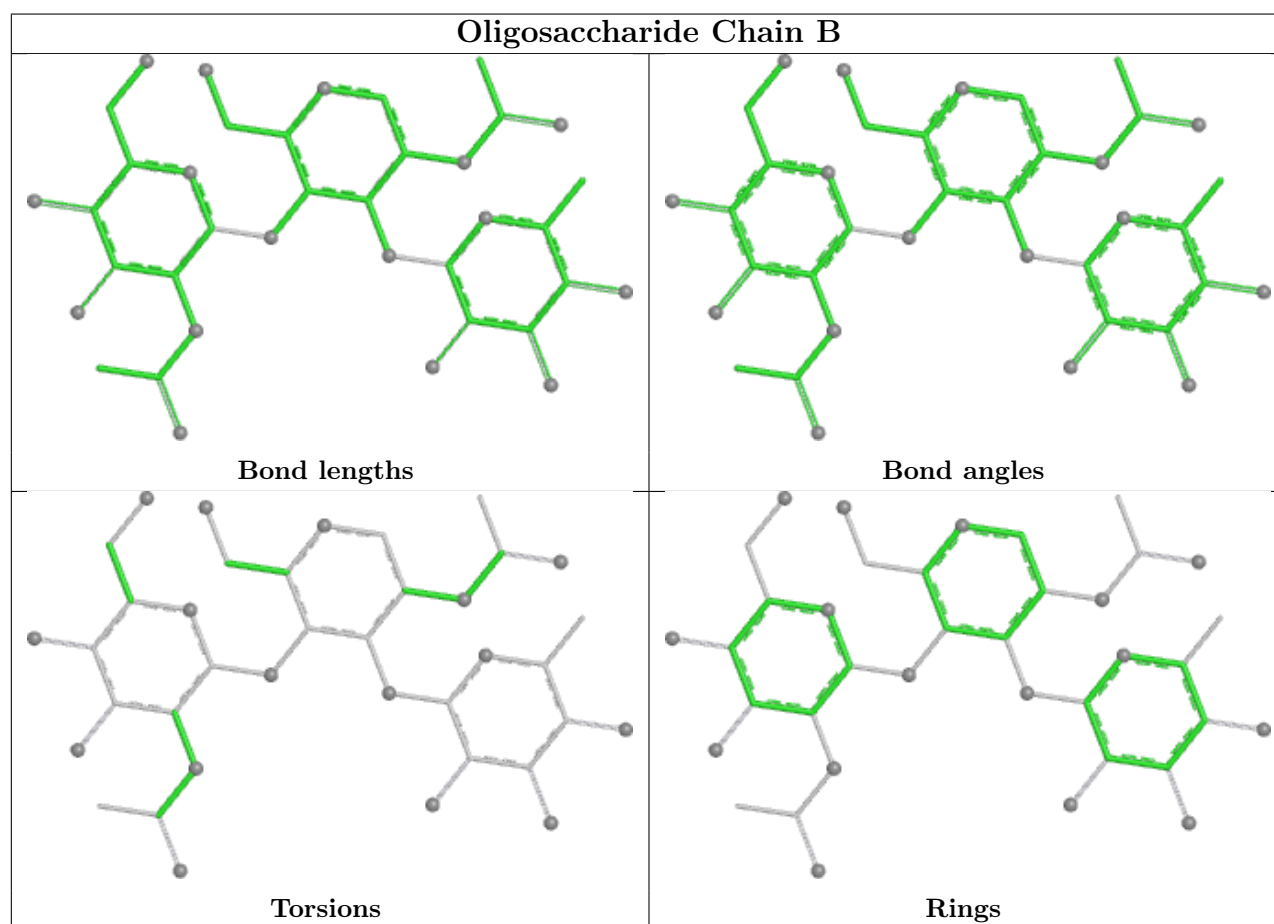 Oligosaccharide Chain B
Bond lengths
Bond angles
Torsions
Rings